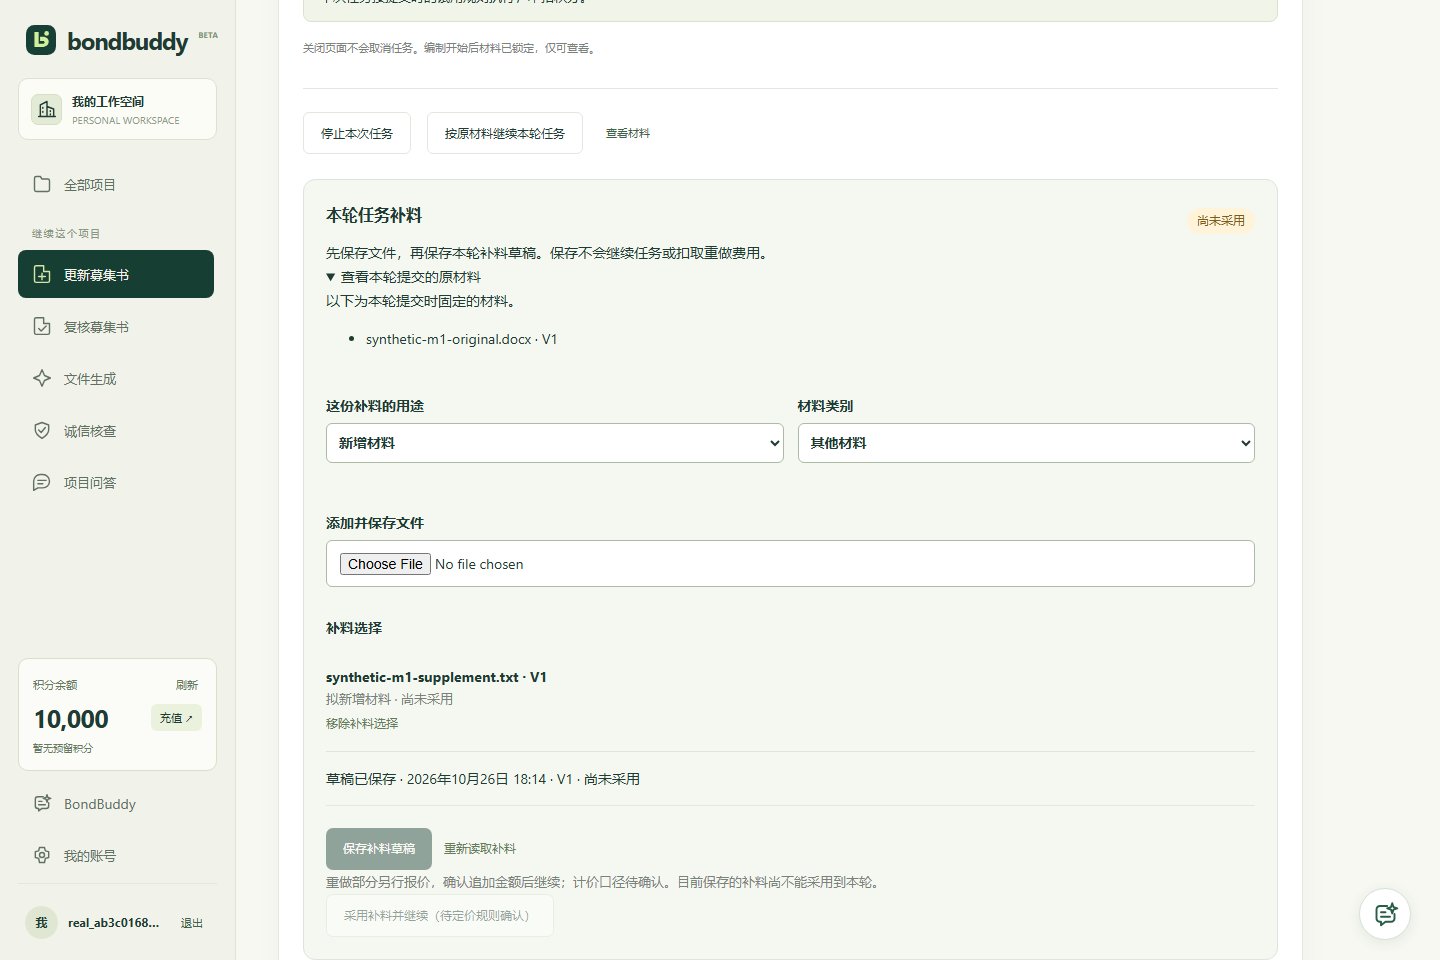 bondbuddy BETA
我的工作空间
PERSONAL WORKSPACE
全部项目
继续这个项目
更新募集书
复核募集书
文件生成
诚信核查
项目问答
积分余额 刷新
10,000 充值 ↗
暂无预留积分
BondBuddy
我的账号
我 real_ab3c0168... 退出
关闭页面不会取消任务。编制开始后材料已锁定，仅可查看。
停止本次任务 按原材料继续本轮任务 查看材料
本轮任务补料 尚未采用
先保存文件，再保存本轮补料草稿。保存不会继续任务或扣取重做费用。
▼ 查看本轮提交的原材料
以下为本轮提交时固定的材料。
• synthetic-m1-original.docx · V1
这份补料的用途 材料类别
新增材料 其他材料
添加并保存文件
Choose File No file chosen
补料选择
synthetic-m1-supplement.txt · V1
拟新增材料 · 尚未采用
移除补料选择
草稿已保存 · 2026年10月26日 18:14 · V1 · 尚未采用
保存补料草稿 重新读取补料
重做部分另行报价，确认追加金额后继续；计价口径待确认。目前保存的补料尚不能采用到本轮。
采用补料并继续（待定价规则确认）